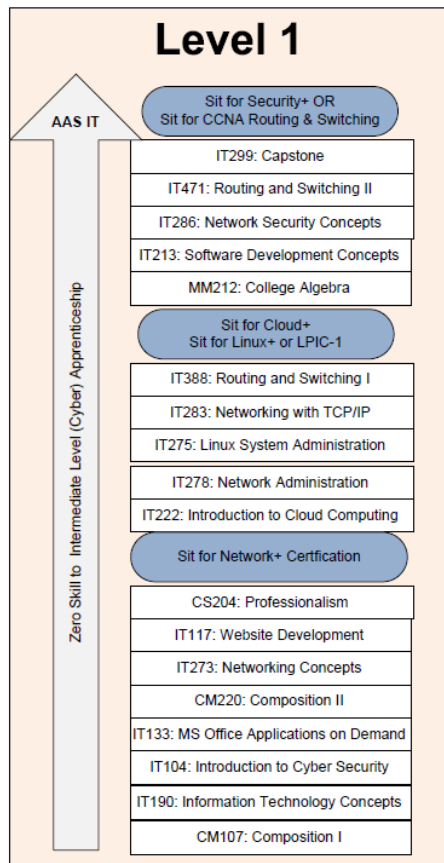 Level 1
AAS IT
Zero Skill to Intermediate Level (Cyber) Apprenticeship
Sit for Security+ OR
Sit for CCNA Routing & Switching
IT299: Capstone
IT471: Routing and Switching II
IT286: Network Security Concepts
IT213: Software Development Concepts
MM212: College Algebra
Sit for Cloud+
Sit for Linux+ or LPIC-1
IT388: Routing and Switching I
IT283: Networking with TCP/IP
IT275: Linux System Administration
IT278: Network Administration
IT222: Introduction to Cloud Computing
Sit for Network+ Certfication
CS204: Professionalism
IT117: Website Development
IT273: Networking Concepts
CM220: Composition II
IT133: MS Office Applications on Demand
IT104: Introduction to Cyber Security
IT190: Information Technology Concepts
CM107: Composition I